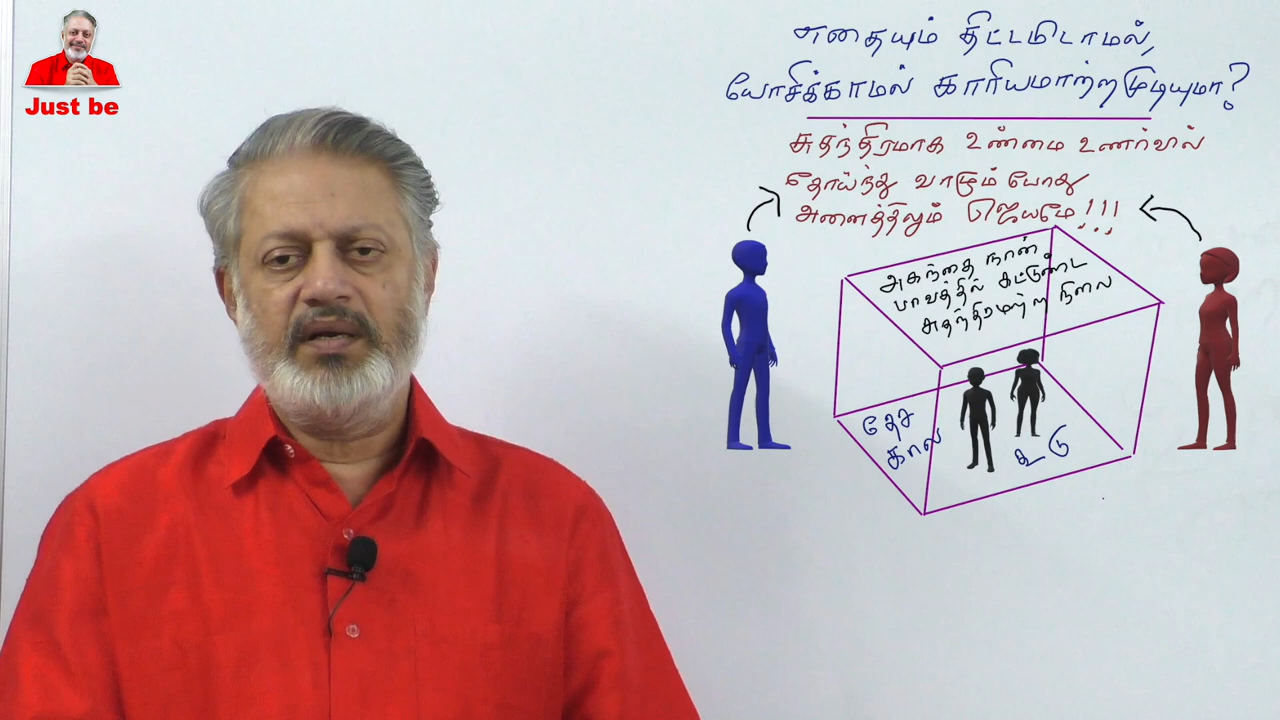 Just be
எதையும் திட்டமிடாமல்,
யோசிக்காமல் காரியமாற்றமுடியுமா?
சுதந்திரமாக உண்மை உணர்வால்
தோய்ந்து வாழும் போது
அனைத்திலும் ஜெயமே!!!
அகந்தை நான்
பாவத்தில் கட்டுண்ட
சுதந்திரமற்ற நிலை
தேச
கால
கூடு